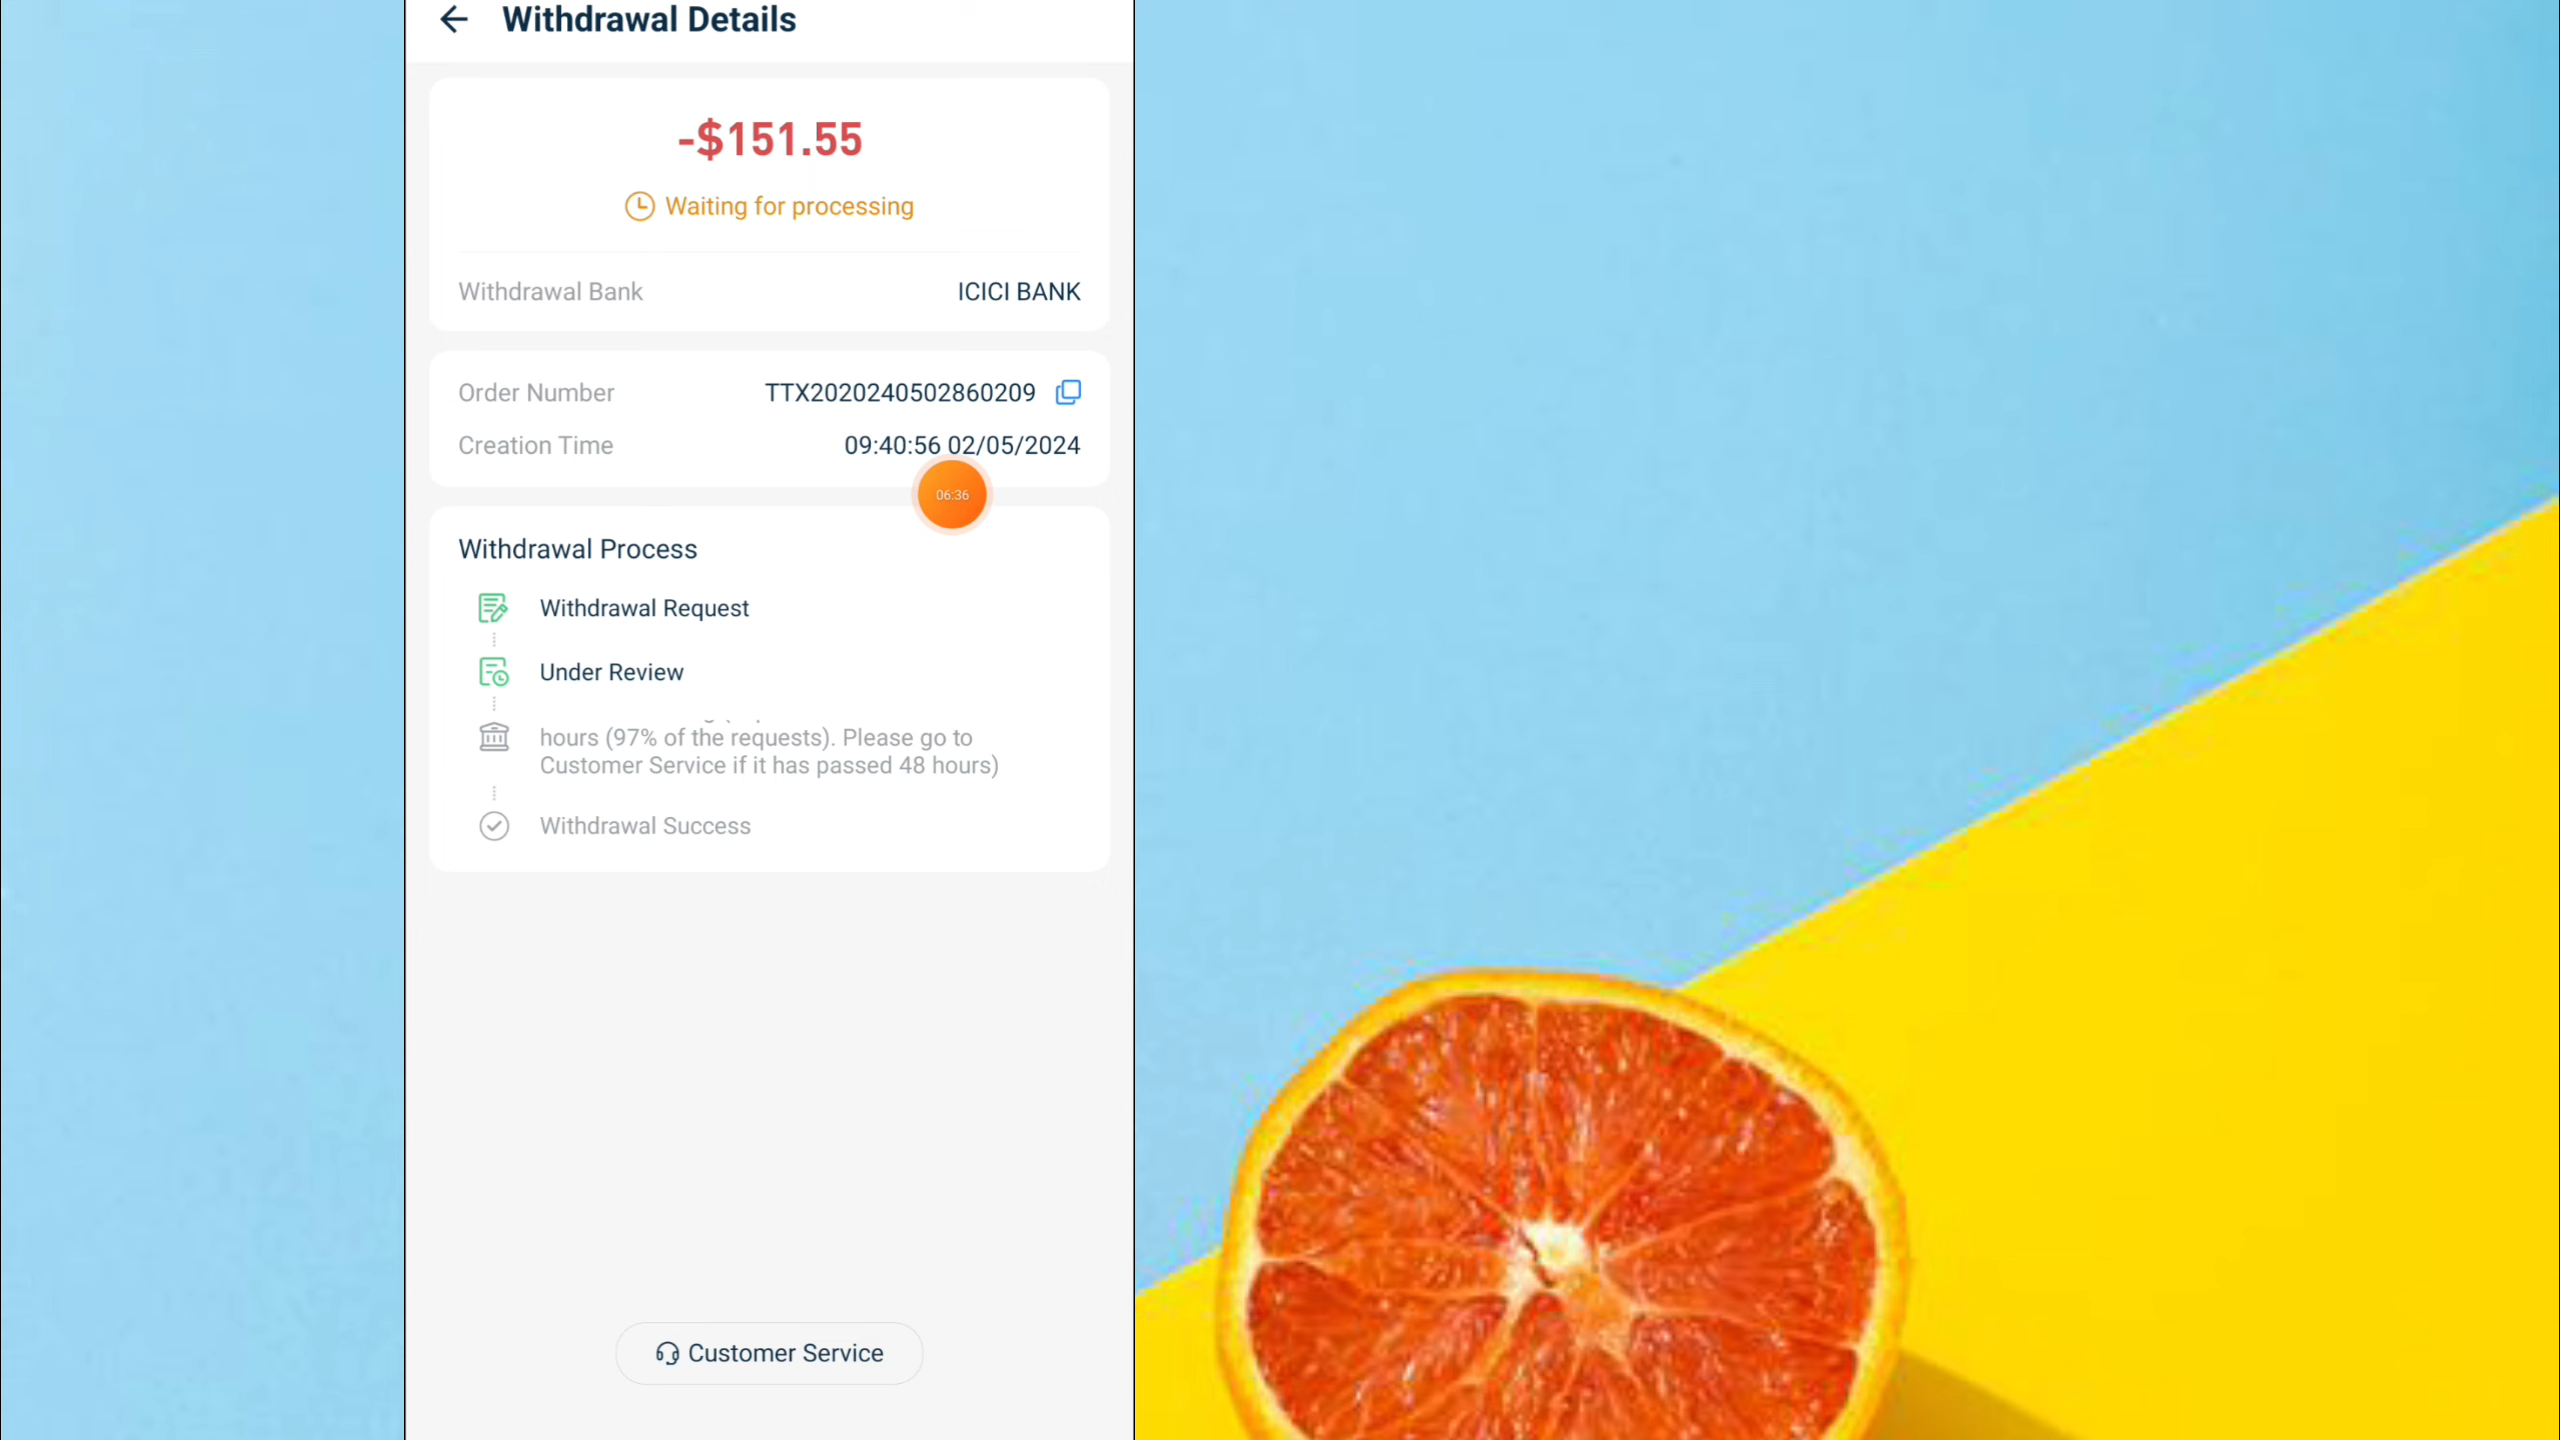 Withdrawal Details
-$151.55
Waiting for processing
Withdrawal Bank ICICI BANK
Order Number TTX2020240502860209
Creation Time 09:40:56 02/05/2024
06:36
Withdrawal Process
Withdrawal Request
Under Review
hours (97% of the requests). Please go to
Customer Service if it has passed 48 hours)
Withdrawal Success
Customer Service